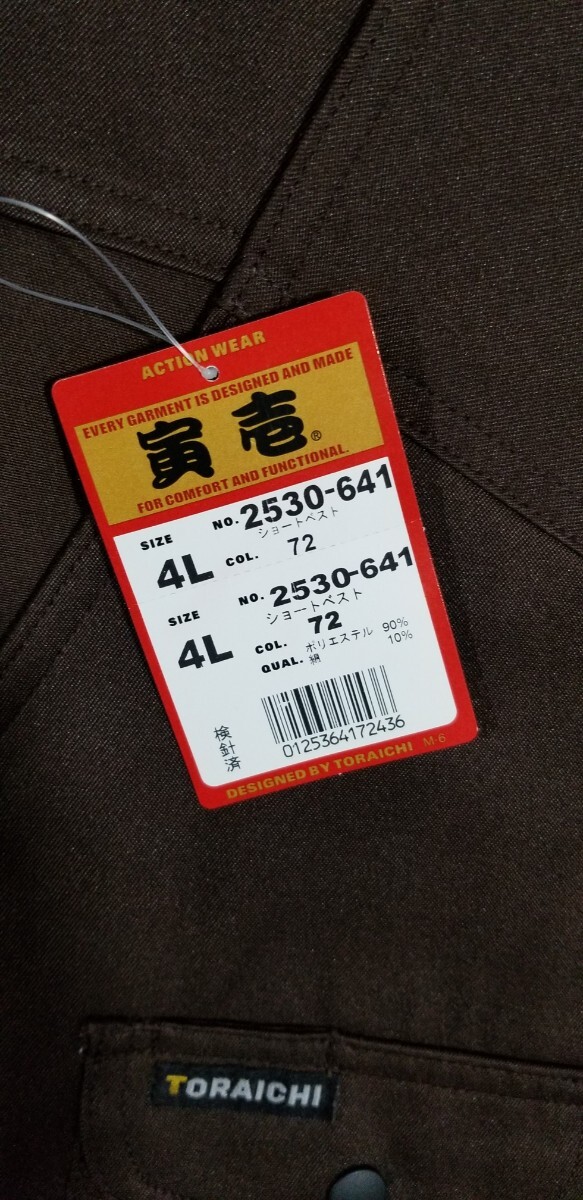 ACTION WEAR
EVERY GARMENT IS DESIGNED AND MADE
寅壱®
FOR COMFORT AND FUNCTIONAL.
SIZE NO. 2530-641
ショートベスト
4L COL. 72
SIZE NO. 2530-641
ショートベスト
4L COL. 72
QUAL. ポリエステル 90%
綿 10%
検針済
0125364172436
DESIGNED BY TORAICHI M-6
TORAICHI